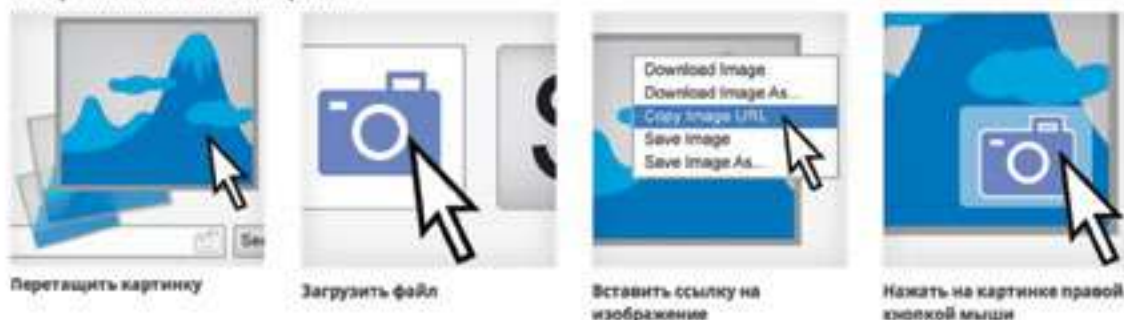 Download Image
Download Image As...
Copy Image URL
Save Image
Save Image As...
Перетащить картинку
Загрузить файл
Вставить ссылку на
изображение
Нажать на картинке правой
кнопкой мыши